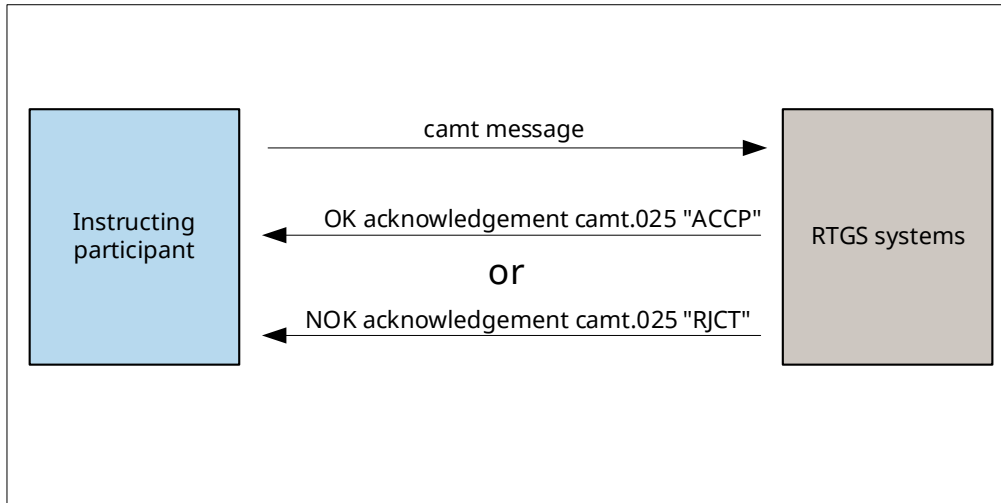 camt message
Instructing
participant
OK acknowledgement camt.025 "ACCP"
or
NOK acknowledgement camt.025 "RJCT"
RTGS systems